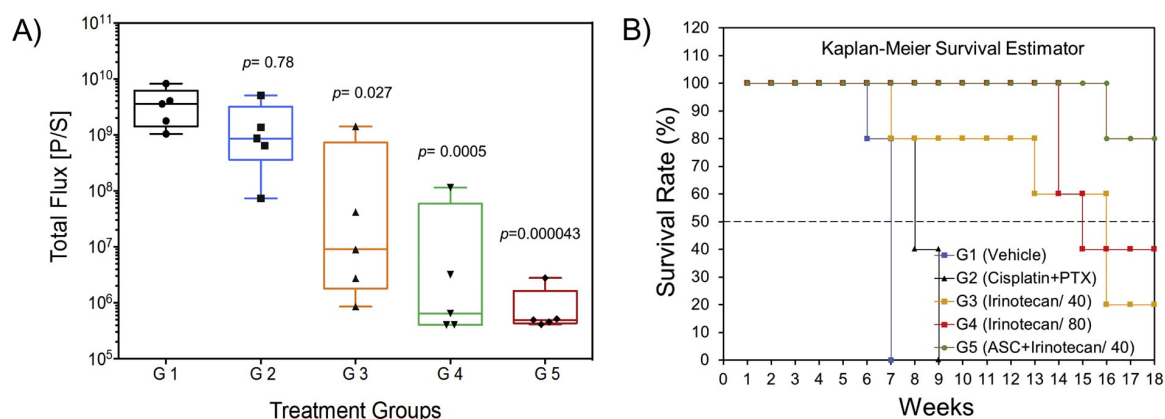 A)
Total Flux [P/S]
10¹¹
10¹⁰
10⁹
10⁸
10⁷
10⁶
10⁵
p= 0.78
p= 0.027
p= 0.0005
p=0.000043
G 1 G 2 G 3 G 4 G 5
Treatment Groups
B)
Kaplan-Meier Survival Estimator
Survival Rate (%)
120
110
100
90
80
70
60
50
40
30
20
10
0
G1 (Vehicle)
G2 (Cisplatin+PTX)
G3 (Irinotecan/ 40)
G4 (Irinotecan/ 80)
G5 (ASC+Irinotecan/ 40)
0 1 2 3 4 5 6 7 8 9 10 11 12 13 14 15 16 17 18
Weeks